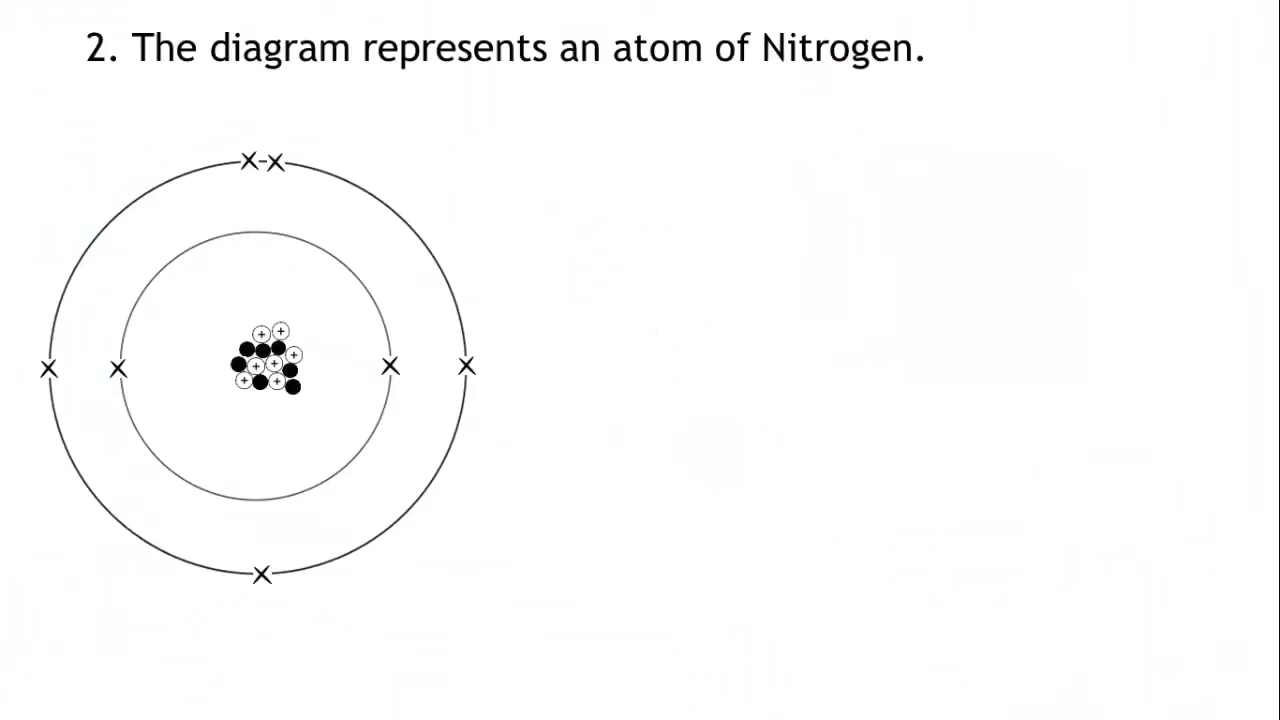 2. The diagram represents an atom of Nitrogen.